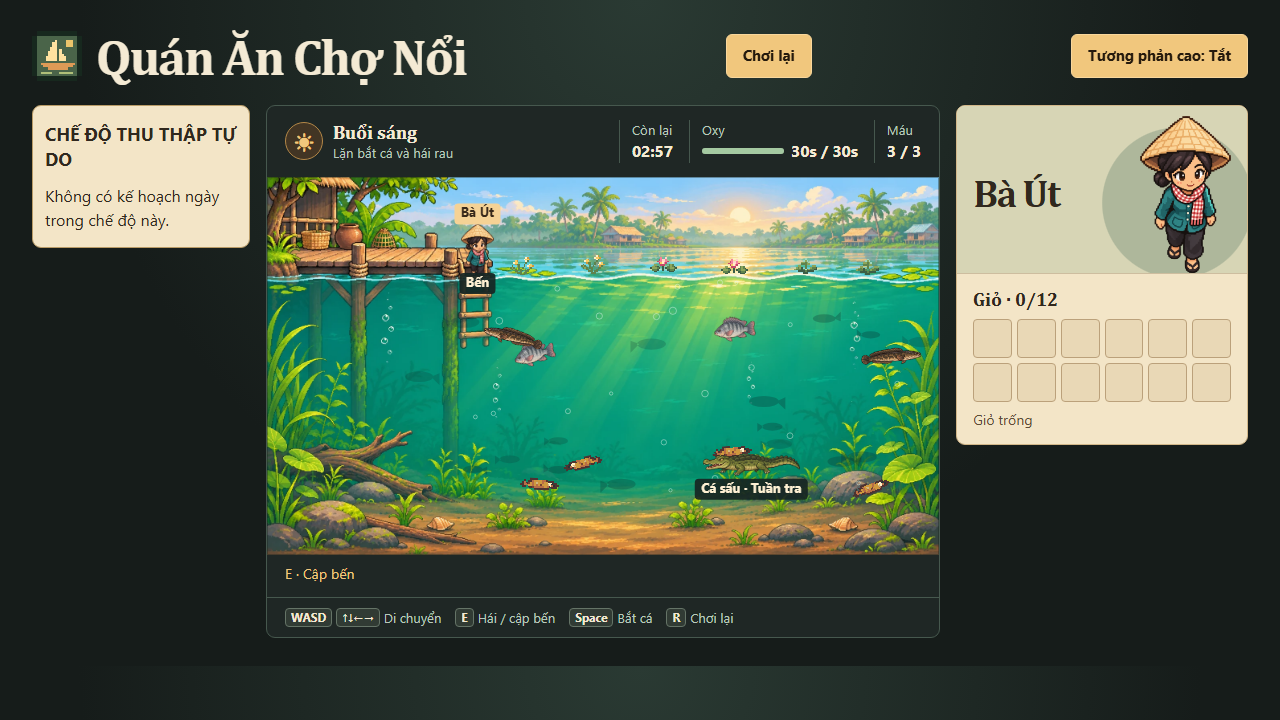 Quán Ăn Chợ Nổi
Chơi lại
Tương phản cao: Tắt
CHẾ ĐỘ THU THẬP TỰ
DO
Không có kế hoạch ngày
trong chế độ này.
Buổi sáng
Lặn bắt cá và hái rau
Còn lại
02:57
Oxy
30s / 30s
Máu
3 / 3
Bà Út
Bến
Cá sấu · Tuần tra
E · Cập bến
WASD ↑↓←→ Di chuyển E Hái / cập bến Space Bắt cá R Chơi lại
Bà Út
Giỏ · 0/12
Giỏ trống